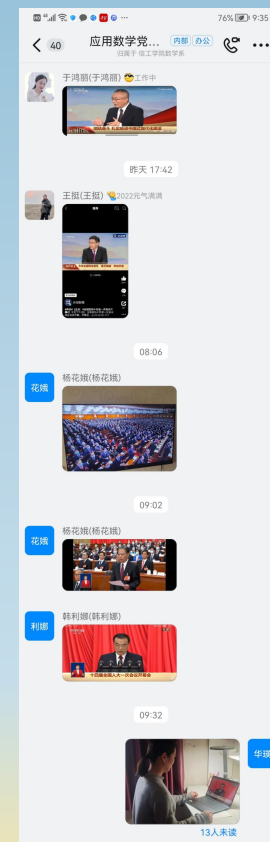 76% 9:35
40
应用数学党... 内部 办公
归属于 信工学院数学系
于鸿丽(于鸿丽) 工作中
昨天 17:42
王挺(王挺) 2022元气满满
08:06
杨花娥(杨花娥)
花娥
09:02
杨花娥(杨花娥)
花娥
韩利娜(韩利娜)
利娜
十四届全国人大一次会议开幕会
09:32
13人未读